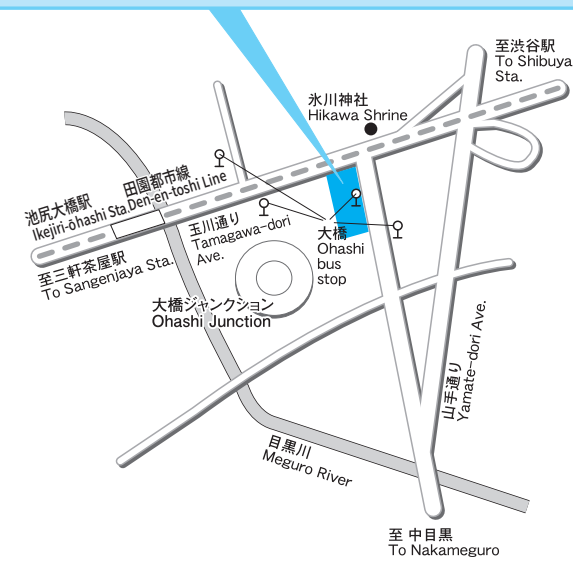 至渋谷駅
To Shibuya
Sta.
氷川神社
Hikawa Shrine
田園都市線
Den-en-toshi Line
池尻大橋駅
Ikejiri-ōhashi Sta.
玉川通り
Tamagawa-dori
Ave.
大橋
Ohashi
bus
stop
至三軒茶屋駅
To Sangenjaya Sta.
大橋ジャンクション
Ohashi Junction
山手通り
Yamate-dori Ave.
目黒川
Meguro River
至 中目黒
To Nakameguro